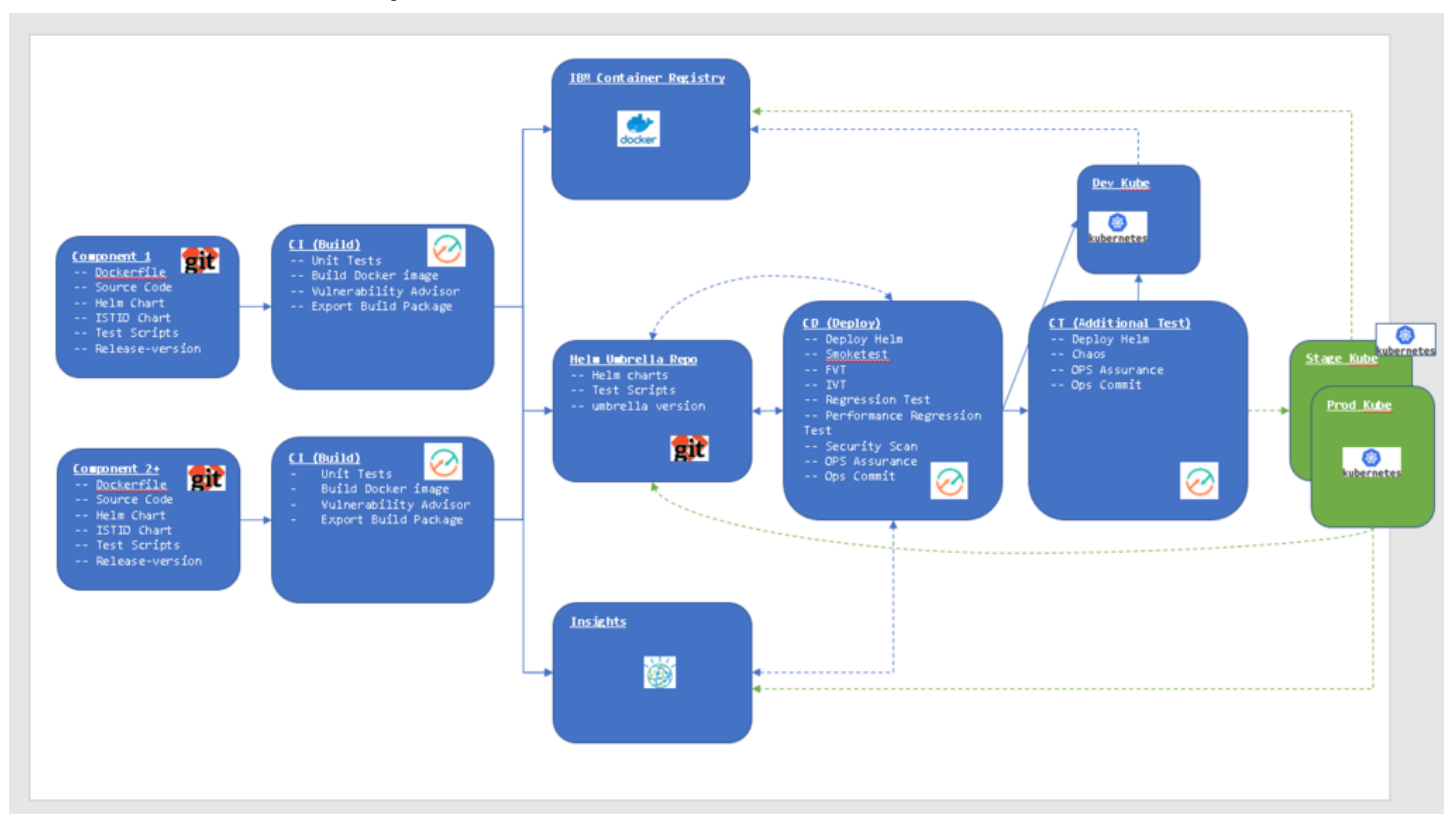 IBM Container Registry
docker
Dev Kube
kubernetes
Component 1
-- Dockerfile
-- Source Code
-- Helm Chart
-- ISTIO Chart
-- Test Scripts
-- Release-version
git
CI (Build)
-- Unit Tests
-- Build Docker image
-- Vulnerability Advisor
-- Export Build Package
Helm Umbrella Repo
-- Helm charts
-- Test Scripts
-- umbrella version
git
CD (Deploy)
-- Deploy Helm
-- Smoketest
-- FVT
-- IVT
-- Regression Test
-- Performance Regression
Test
-- Security Scan
-- OPS Assurance
-- Ops Commit
CT (Additional Test)
-- Deploy Helm
-- Chaos
-- OPS Assurance
-- Ops Commit
kubernetes
Stage Kube
Prod Kube
kubernetes
Component 2+
-- Dockerfile
-- Source Code
-- Helm Chart
-- ISTIO Chart
-- Test Scripts
-- Release-version
git
CI (Build)
- Unit Tests
- Build Docker image
- Vulnerability Advisor
- Export Build Package
Insights